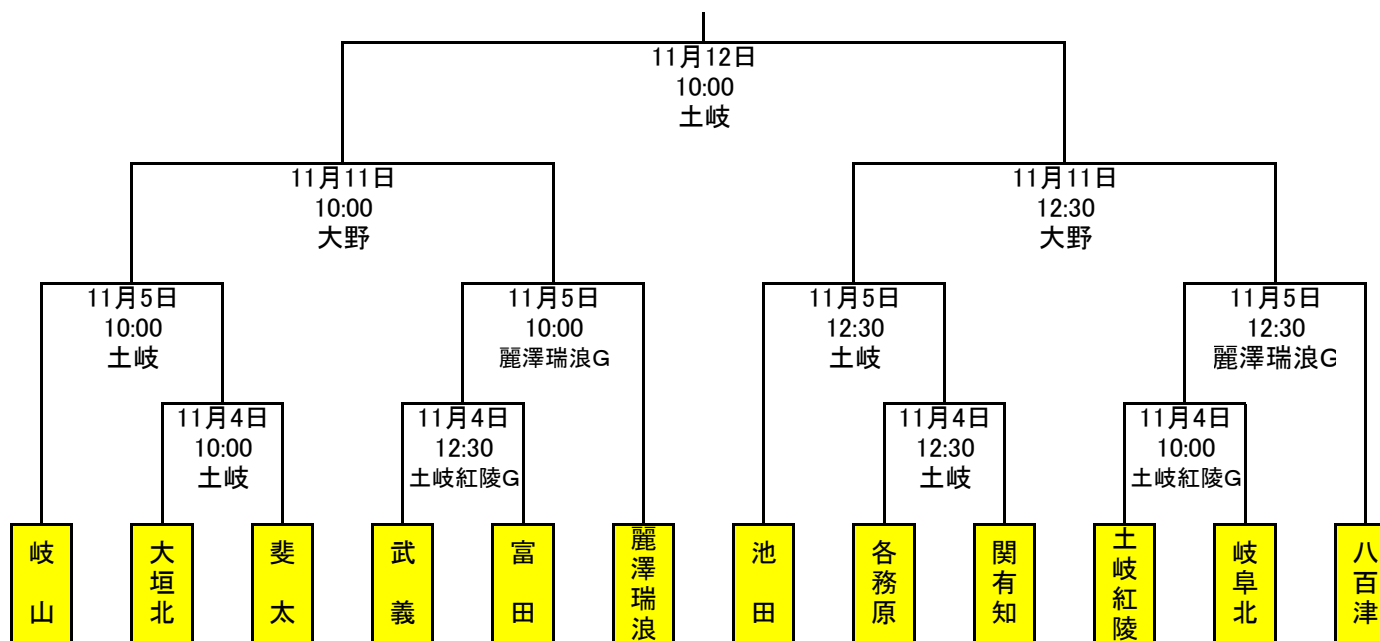 11月12日
10:00
土岐
11月11日
10:00
大野
11月11日
12:30
大野
11月5日
10:00
土岐
11月5日
10:00
麗澤瑞浪G
11月5日
12:30
土岐
11月5日
12:30
麗澤瑞浪G
11月4日
10:00
土岐
11月4日
12:30
土岐紅陵G
11月4日
12:30
土岐
11月4日
10:00
土岐紅陵G
岐山
大垣北
斐太
武義
富田
麗澤瑞浪
池田
各務原
関有知
土岐紅陵
岐阜北
八百津